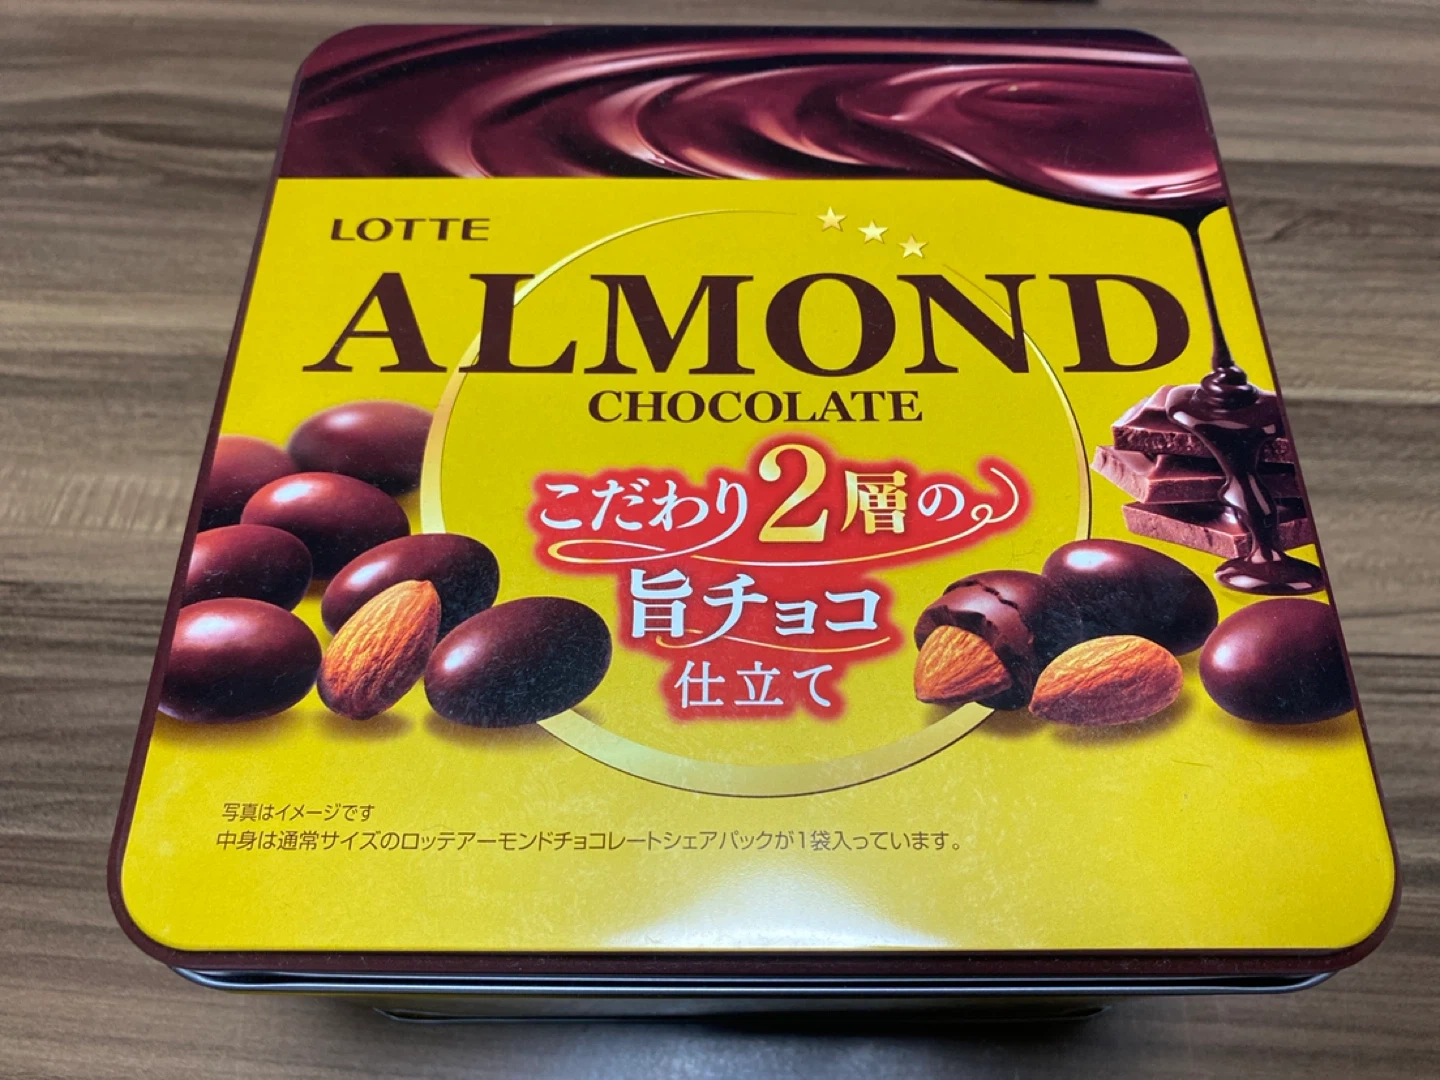 LOTTE
ALMOND
CHOCOLATE
こだわり2層の
旨チョコ
仕立て
写真はイメージです
中身は通常サイズのロッテアーモンドチョコレートシェアパックが1袋入っています。